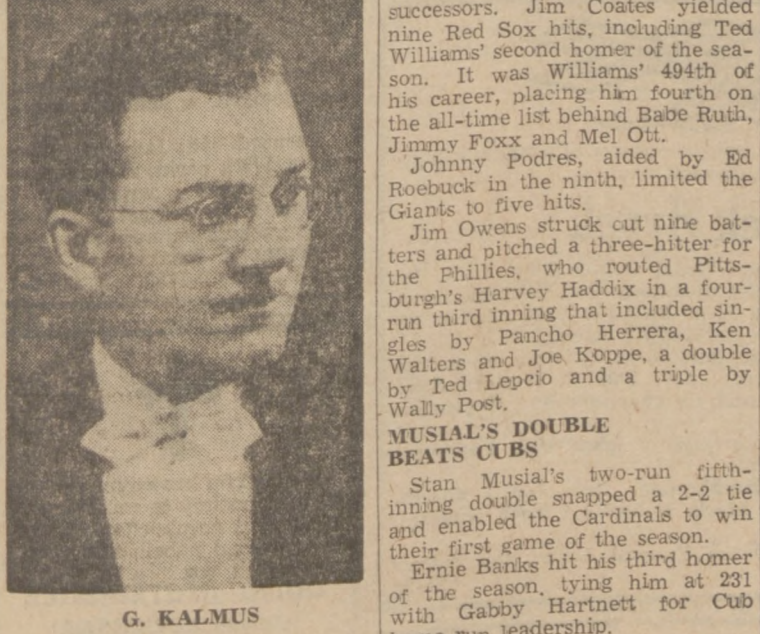 G. KALMUS
successors. Jim Coates yielded
nine Red Sox hits, including Ted
Williams' second homer of the sea-
son. It was Williams' 494th of
his career, placing him fourth on
the all-time list behind Babe Ruth,
Jimmy Foxx and Mel Ott.
Johnny Podres, aided by Ed
Roebuck in the ninth, limited the
Giants to five hits.
Jim Owens struck out nine bat-
ters and pitched a three-hitter for
the Phillies, who routed Pitts-
burgh's Harvey Haddix in a four-
run third inning that included sin-
gles by Pancho Herrera, Ken
Walters and Joe Koppe, a double
by Ted Lepcio and a triple by
Wally Post.
MUSIAL'S DOUBLE
BEATS CUBS
Stan Musial's two-run fifth-
inning double snapped a 2-2 tie
and enabled the Cardinals to win
their first game of the season.
Ernie Banks hit his third homer
of the season, tying him at 231
with Gabby Hartnett for Cub
leadership.